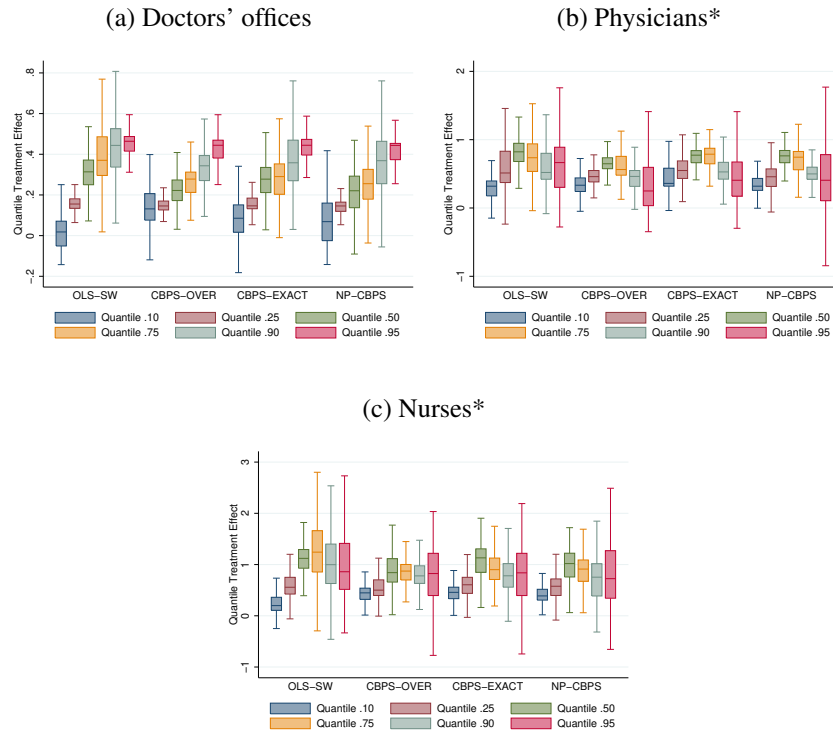 (a) Doctors' offices
Quantile Treatment Effect
.8
.6
.4
.2
0
-.2
OLS-SW CBPS-OVER CBPS-EXACT NP-CBPS
Quantile .10 Quantile .25 Quantile .50
Quantile .75 Quantile .90 Quantile .95
(b) Physicians*
Quantile Treatment Effect
2
1
0
-1
OLS-SW CBPS-OVER CBPS-EXACT NP-CBPS
Quantile .10 Quantile .25 Quantile .50
Quantile .75 Quantile .90 Quantile .95
(c) Nurses*
Quantile Treatment Effect
3
2
1
0
-1
OLS-SW CBPS-OVER CBPS-EXACT NP-CBPS
Quantile .10 Quantile .25 Quantile .50
Quantile .75 Quantile .90 Quantile .95